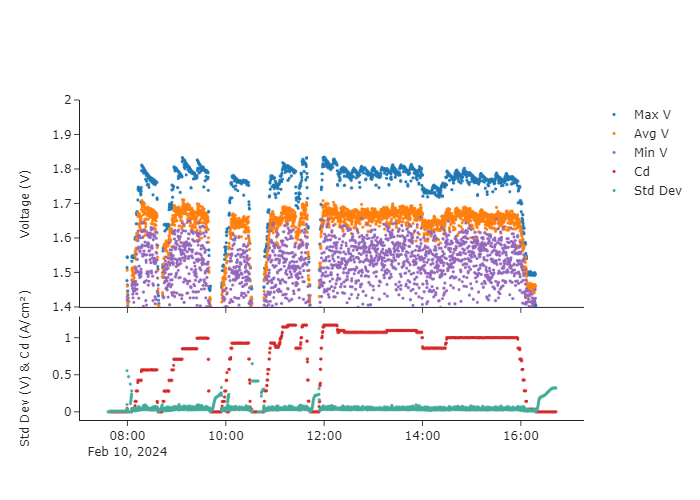 2
1.9
1.8
1.7
1.6
1.5
1.4
Voltage (V)
1
0.5
0
Std Dev (V) & Cd (A/cm²)
08:00 10:00 12:00 14:00 16:00
Feb 10, 2024
Max V
Avg V
Min V
Cd
Std Dev